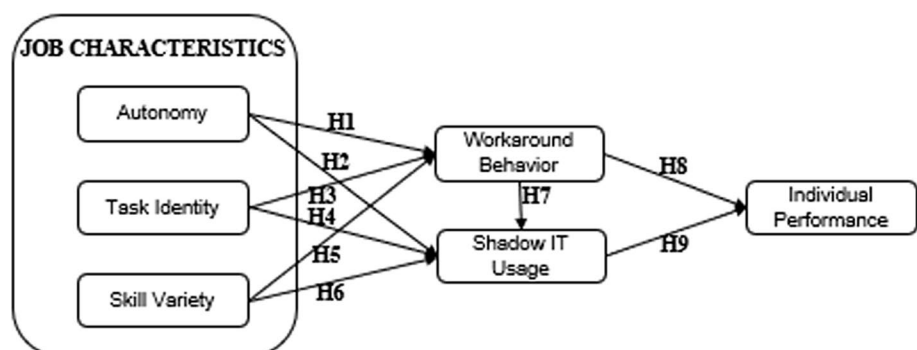 JOB CHARACTERISTICS
Autonomy
H1
Workaround
Behavior
H2
H8
H3
Task Identity
H7
Individual
Performance
H4
Shadow IT
Usage
H9
H5
Skill Variety
H6